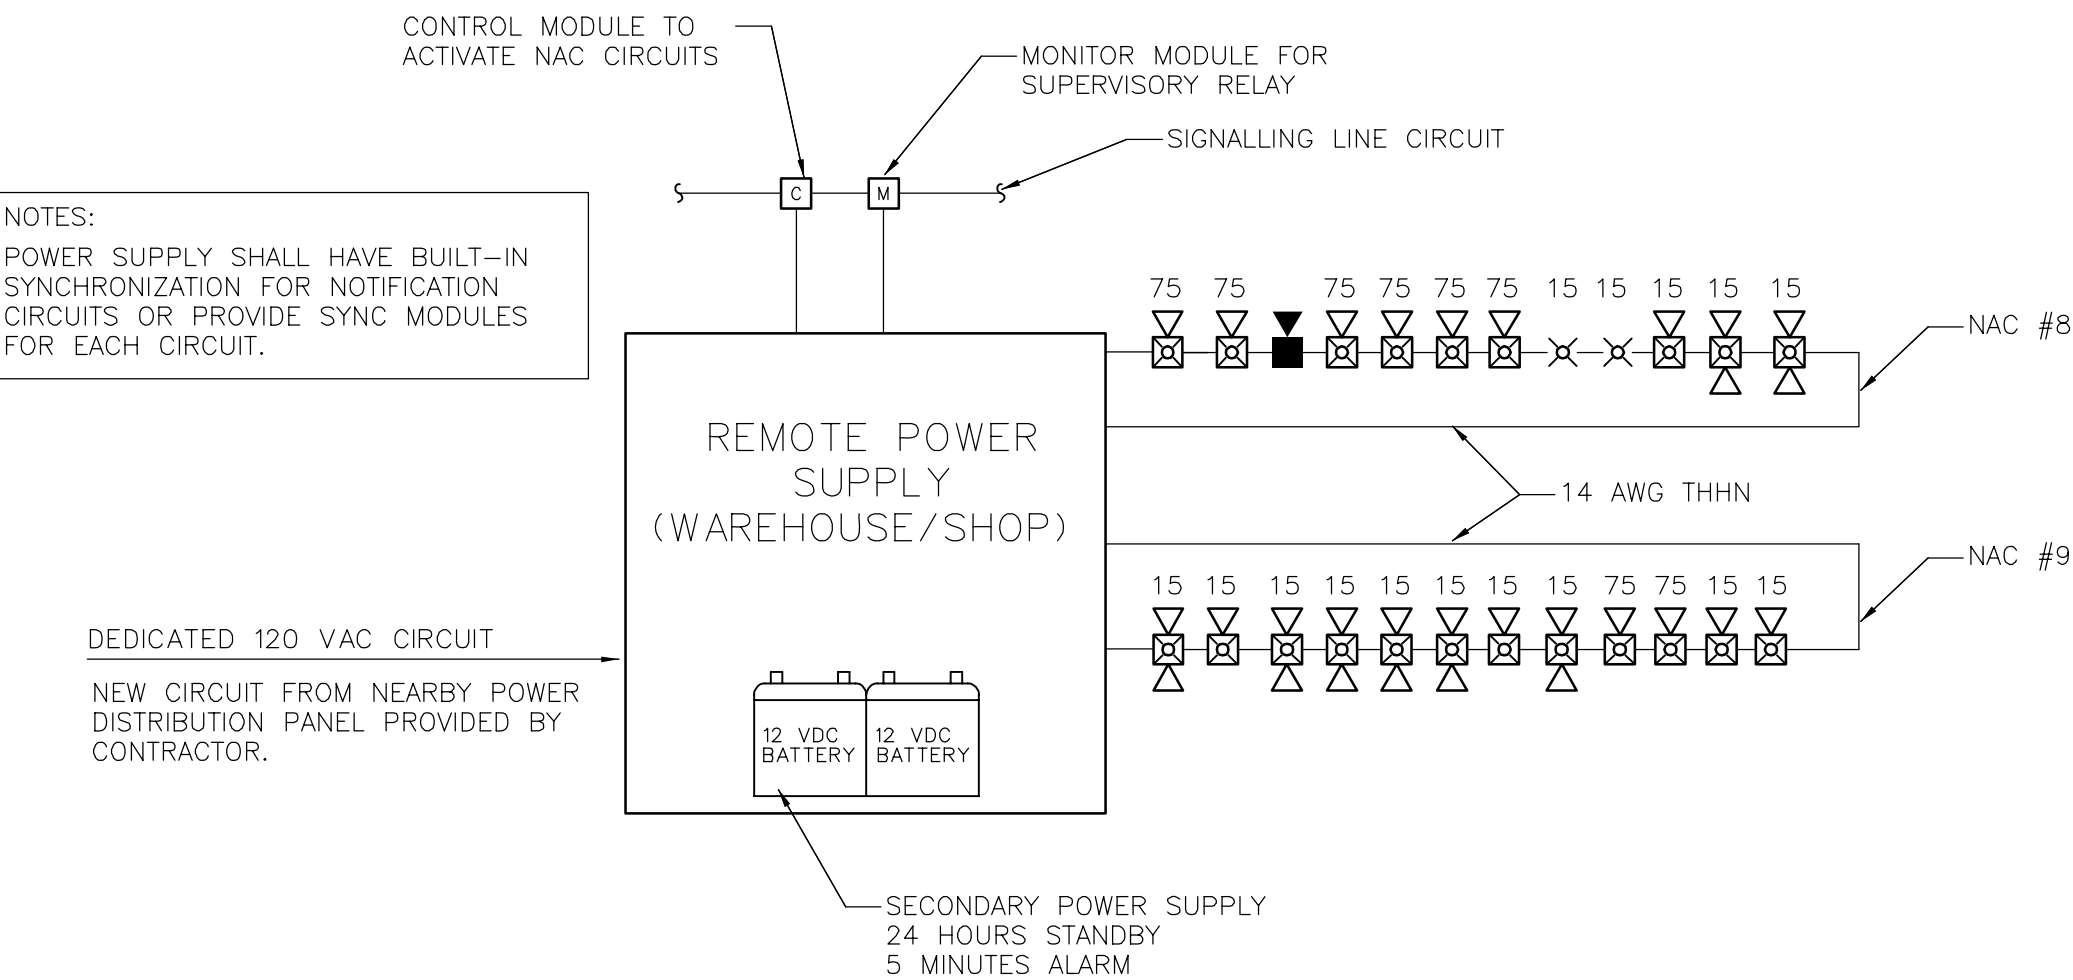 CONTROL MODULE TO
ACTIVATE NAC CIRCUITS
MONITOR MODULE FOR
SUPERVISORY RELAY
SIGNALLING LINE CIRCUIT
C
M
NOTES:
POWER SUPPLY SHALL HAVE BUILT-IN
SYNCHRONIZATION FOR NOTIFICATION
CIRCUITS OR PROVIDE SYNC MODULES
FOR EACH CIRCUIT.
75 75 75 75 75 75 15 15 15 15 15
NAC #8
REMOTE POWER
SUPPLY
(WAREHOUSE/SHOP)
14 AWG THHN
NAC #9
15 15 15 15 15 15 15 15 75 75 15 15
DEDICATED 120 VAC CIRCUIT
NEW CIRCUIT FROM NEARBY POWER
DISTRIBUTION PANEL PROVIDED BY
CONTRACTOR.
12 VDC
BATTERY
12 VDC
BATTERY
SECONDARY POWER SUPPLY
24 HOURS STANDBY
5 MINUTES ALARM